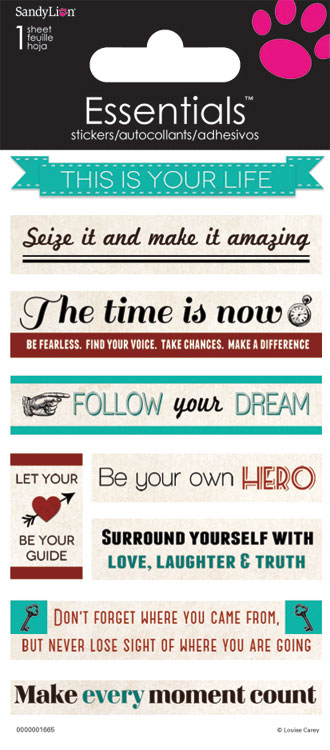 SandyLion®
1 sheet
feuille
hoja
Essentials™
stickers/autocollants/adhesivos
THIS IS YOUR LIFE
Seize it and make it amazing
The time is now
BE FEARLESS. FIND YOUR VOICE. TAKE CHANCES. MAKE A DIFFERENCE
FOLLOW your DREAM
LET YOUR
BE YOUR
GUIDE
Be your own HERO
SURROUND YOURSELF WITH
LOVE, LAUGHTER & TRUTH
DON'T FORGET WHERE YOU CAME FROM,
BUT NEVER LOSE SIGHT OF WHERE YOU ARE GOING
Make every moment count
0000001665
© Louise Carey